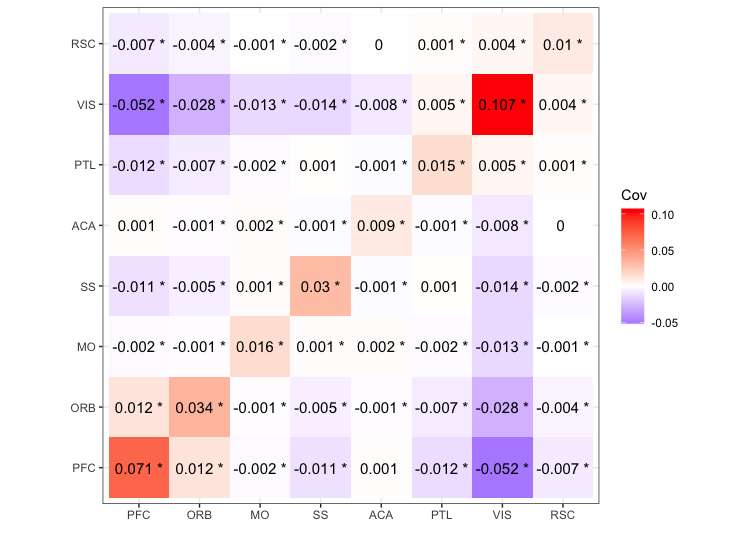 RSC -0.007 * -0.004 * -0.001 * -0.002 * 0 0.001 * 0.004 * 0.01 *
VIS -0.052 * -0.028 * -0.013 * -0.014 * -0.008 * 0.005 * 0.107 * 0.004 *
PTL -0.012 * -0.007 * -0.002 * 0.001 -0.001 * 0.015 * 0.005 * 0.001 *
ACA 0.001 -0.001 * 0.002 * -0.001 * 0.009 * -0.001 * -0.008 * 0
SS -0.011 * -0.005 * 0.001 * 0.03 * -0.001 * 0.001 -0.014 * -0.002 *
MO -0.002 * -0.001 * 0.016 * 0.001 * 0.002 * -0.002 * -0.013 * -0.001 *
ORB 0.012 * 0.034 * -0.001 * -0.005 * -0.001 * -0.007 * -0.028 * -0.004 *
PFC 0.071 * 0.012 * -0.002 * -0.011 * 0.001 -0.012 * -0.052 * -0.007 *
PFC ORB MO SS ACA PTL VIS RSC
Cov
0.10
0.05
0.00
-0.05